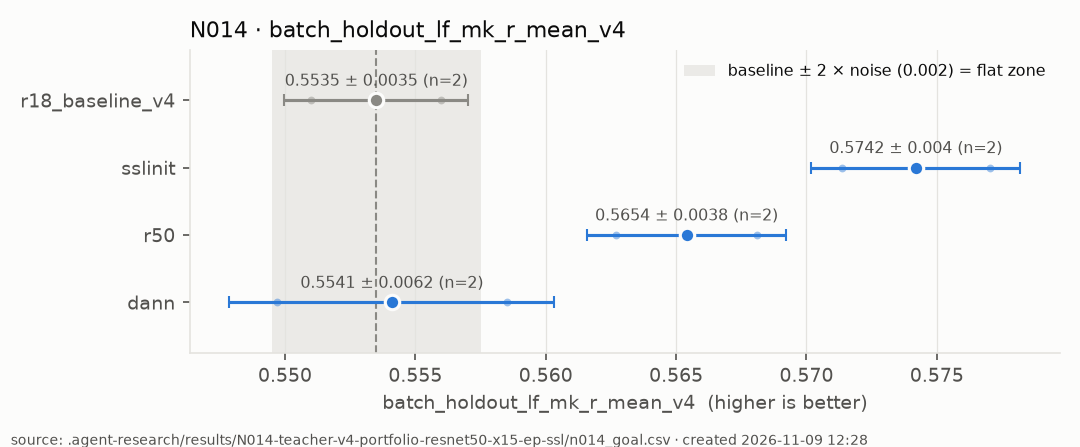 N014 · batch_holdout_lf_mk_r_mean_v4
baseline ± 2 × noise (0.002) = flat zone
r18_baseline_v4
0.5535 ± 0.0035 (n=2)
sslinit
0.5742 ± 0.004 (n=2)
r50
0.5654 ± 0.0038 (n=2)
dann
0.5541 ± 0.0062 (n=2)
0.550 0.555 0.560 0.565 0.570 0.575
batch_holdout_lf_mk_r_mean_v4 (higher is better)
source: .agent-research/results/N014-teacher-v4-portfolio-resnet50-x15-ep-ssl/n014_goal.csv · created 2026-11-09 12:28